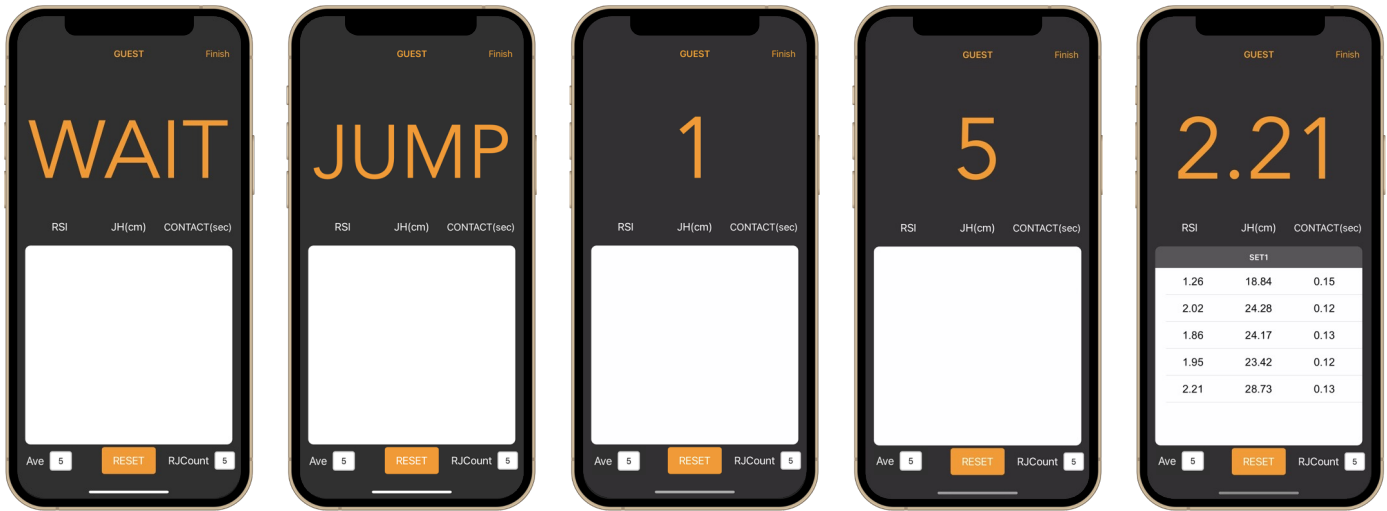 GUEST Finish
WAIT
RSI JH(cm) CONTACT(sec)
Ave 5 RESET RJCount 5
GUEST Finish
JUMP
RSI JH(cm) CONTACT(sec)
Ave 5 RESET RJCount 5
GUEST Finish
1
RSI JH(cm) CONTACT(sec)
Ave 5 RESET RJCount 5
GUEST Finish
5
RSI JH(cm) CONTACT(sec)
Ave 5 RESET RJCount 5
GUEST Finish
2.21
RSI JH(cm) CONTACT(sec)
SET1
1.26 18.84 0.15
2.02 24.28 0.12
1.86 24.17 0.13
1.95 23.42 0.12
2.21 28.73 0.13
Ave 5 RESET RJCount 5